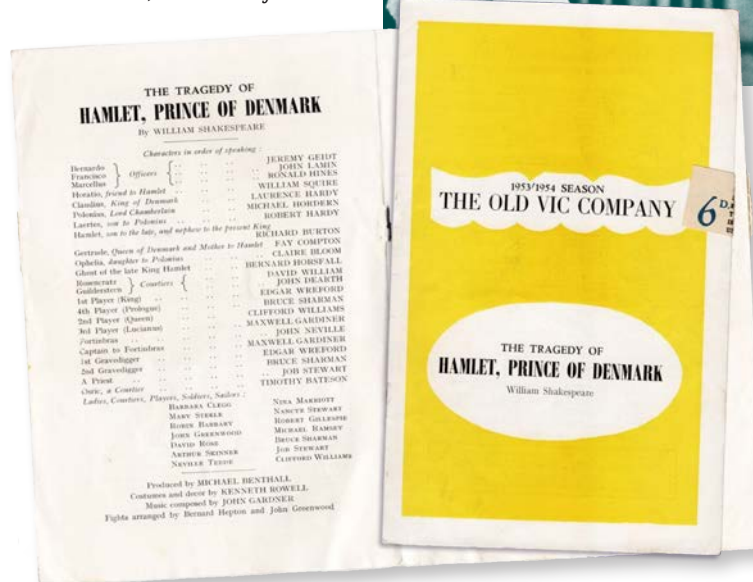 THE TRAGEDY OF
HAMLET, PRINCE OF DENMARK
By WILLIAM SHAKESPEARE
Characters in order of speaking :
Bernardo .. .. .. JEREMY GEIDT
Francisco } Officers { .. .. .. JOHN LAMIN
Marcellus .. .. .. RONALD HINES
Horatio, friend to Hamlet .. .. .. WILLIAM SQUIRE
Claudius, King of Denmark .. .. .. LAURENCE HARDY
Polonius, Lord Chamberlain .. .. .. MICHAEL HORDERN
Laertes, son to Polonius .. .. .. ROBERT HARDY
Hamlet, son to the late, and nephew to the present King
RICHARD BURTON
Gertrude, Queen of Denmark and Mother to Hamlet FAY COMPTON
Ophelia, daughter to Polonius .. .. .. CLAIRE BLOOM
Ghost of the late King Hamlet .. .. BERNARD HORSFALL
Rosencratz } Courtiers { .. .. DAVID WILLIAM
Guilderstern .. .. JOHN DEARTH
1st Player (King) .. .. .. EDGAR WREFORD
4th Player (Prologue) .. .. .. BRUCE SHARMAN
2nd Player (Queen) .. .. .. CLIFFORD WILLIAMS
3rd Player (Lucianus) .. .. .. MAXWELL GARDINER
Fortinbras .. .. .. JOHN NEVILLE
Captain to Fortinbras .. .. .. MAXWELL GARDINER
1st Gravedigger .. .. .. EDGAR WREFORD
2nd Gravedigger .. .. .. BRUCE SHARMAN
A Priest .. .. .. JOB STEWART
Osric, a Courtier .. .. .. TIMOTHY BATESON
Ladies, Courtiers, Players, Soldiers, Sailors :
BARBARA CLEGG NINA MARRIOTT
MARY STEELE NANCYE STEWART
ROBIN BARBARY ROBERT GILLESPIE
JOHN GREENWOOD MICHAEL RAMSEY
DAVID ROSE BRUCE SHARMAN
ARTHUR SKINNER JOB STEWART
NEVILLE TEEDE CLIFFORD WILLIAMS
Produced by MICHAEL BENTHALL
Costumes and decor by KENNETH ROWELL
Music composed by JOHN GARDNER
Fights arranged by Bernard Hepton and John Greenwood
1953/1954 SEASON
THE OLD VIC COMPANY
6D.
THE TRAGEDY OF
HAMLET, PRINCE OF DENMARK
William Shakespeare